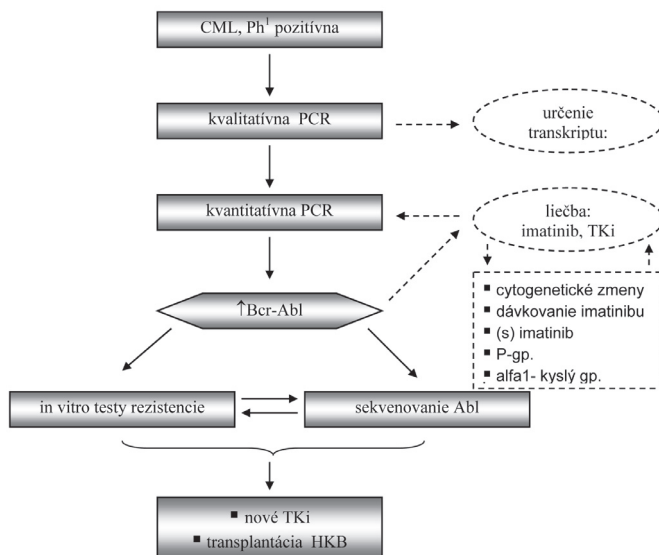 CML, Ph¹ pozitívna
kvalitatívna PCR
určenie
transkriptu:
kvantitatívna PCR
liečba:
imatinib, TKi
↑Bcr-Abl
▪ cytogenetické zmeny
▪ dávkovanie imatinibu
▪ (s) imatinib
▪ P-gp.
▪ alfa1- kyslý gp.
in vitro testy rezistencie
sekvenovanie Abl
▪ nové TKi
▪ transplantácia HKB